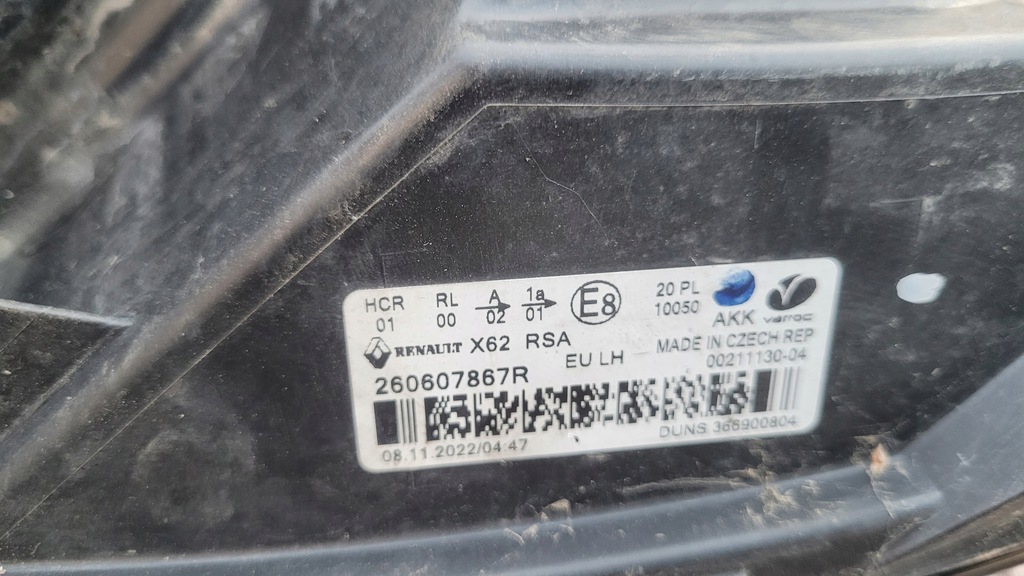 HCR RL A 1a E8 20 PL
01 00 02 01 10050 AKK varroc
RENAULT X62 RSA EU LH MADE IN CZECH REP
260607867R 00211130-04
08.11.2022/04:47 DUNS 366900804